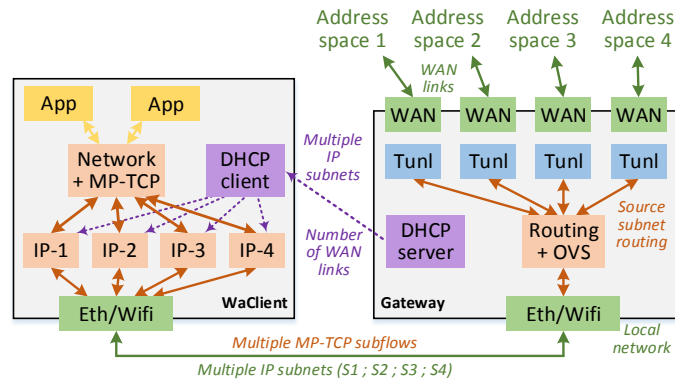 Address
space 1
Address
space 2
Address
space 3
Address
space 4
WAN
links
App
App
WAN
WAN
WAN
WAN
Network
+ MP-TCP
DHCP
client
Multiple
IP
subnets
Tunl
Tunl
Tunl
Tunl
IP-1
IP-2
IP-3
IP-4
Number
of WAN
links
DHCP
server
Routing
+ OVS
Source
subnet
routing
Eth/Wifi
WaClient
Gateway
Eth/Wifi
Local
network
Multiple MP-TCP subflows
Multiple IP subnets (S1 ; S2 ; S3 ; S4)